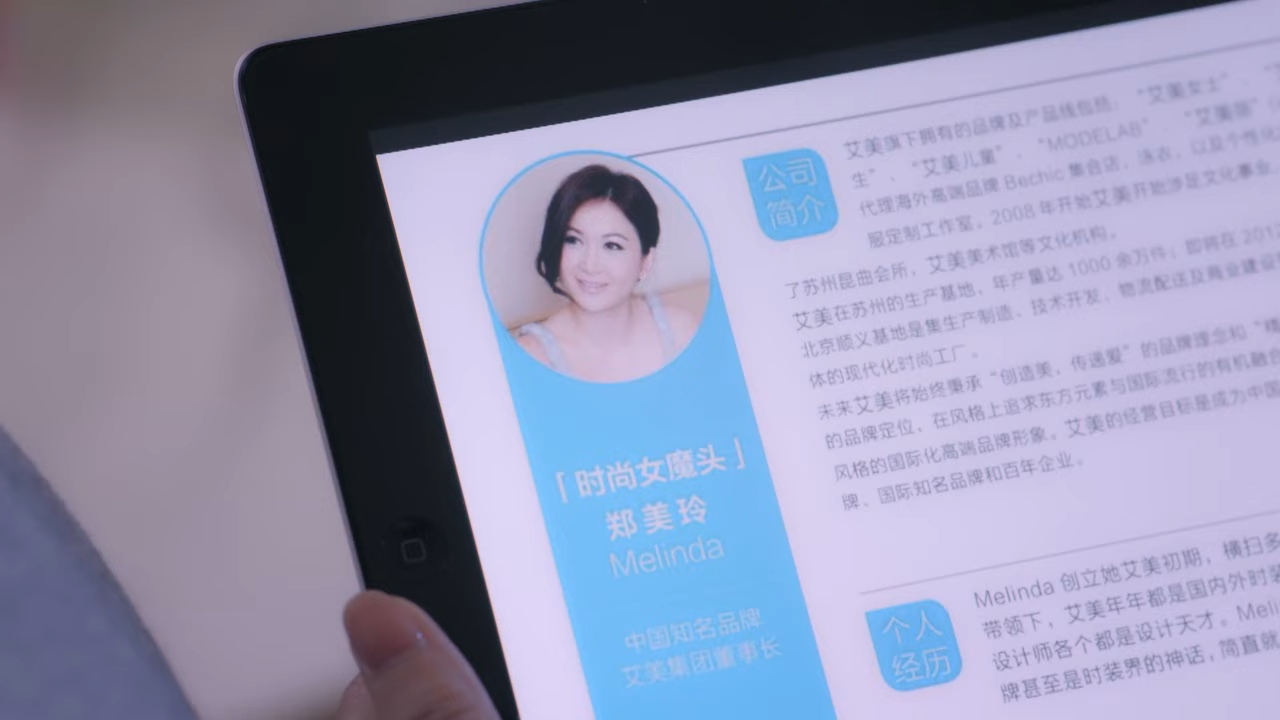 公司
简介
艾美旗下拥有的品牌及产品线包括：“艾美女士”、
生”、“艾美儿童”、“MODELAB”、“艾美丽”
代理海外高端品牌 Bechic 集合店，泳衣，以及个性化
服定制工作室，2008 年开始艾美开始涉足文化事业，
了苏州昆曲会所，艾美美术馆等文化机构。
艾美在苏州的生产基地，年产量达 1000 余万件；即将在 2017
北京顺义基地是集生产制造、技术开发、物流配送及商业建设
体的现代化时尚工厂。
未来艾美将始终秉承“创造美，传递爱”的品牌理念和“
的品牌定位，在风格上追求东方元素与国际流行的有机融合
风格的国际化高端品牌形象。艾美的经营目标是成为中国
牌、国际知名品牌和百年企业。
「时尚女魔头」
郑美玲
Melinda
中国知名品牌
艾美集团董事长
个人
经历
Melinda 创立她艾美初期，横扫多
带领下，艾美年年都是国内外时装
设计师各个都是设计天才。Meli
牌甚至是时装界的神话，简直就